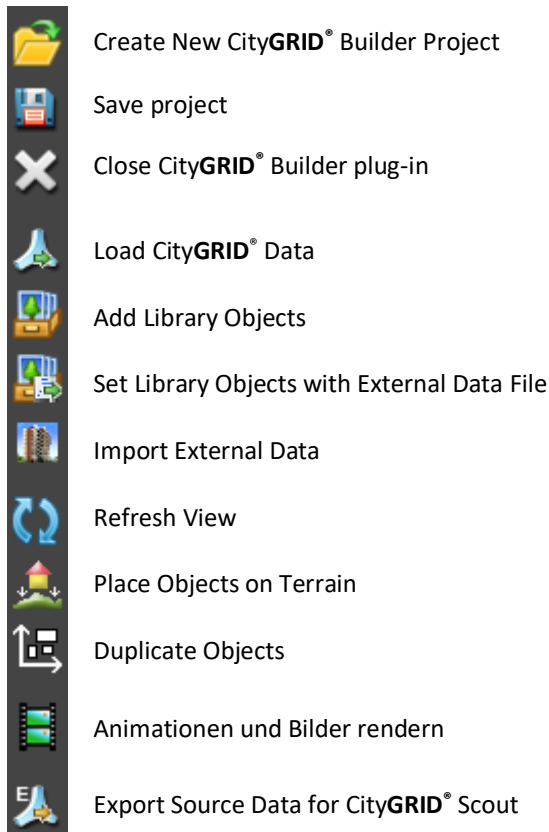 Create New CityGRID® Builder Project
Save project
Close CityGRID® Builder plug-in
Load CityGRID® Data
Add Library Objects
Set Library Objects with External Data File
Import External Data
Refresh View
Place Objects on Terrain
Duplicate Objects
Animationen und Bilder rendern
E
Export Source Data for CityGRID® Scout